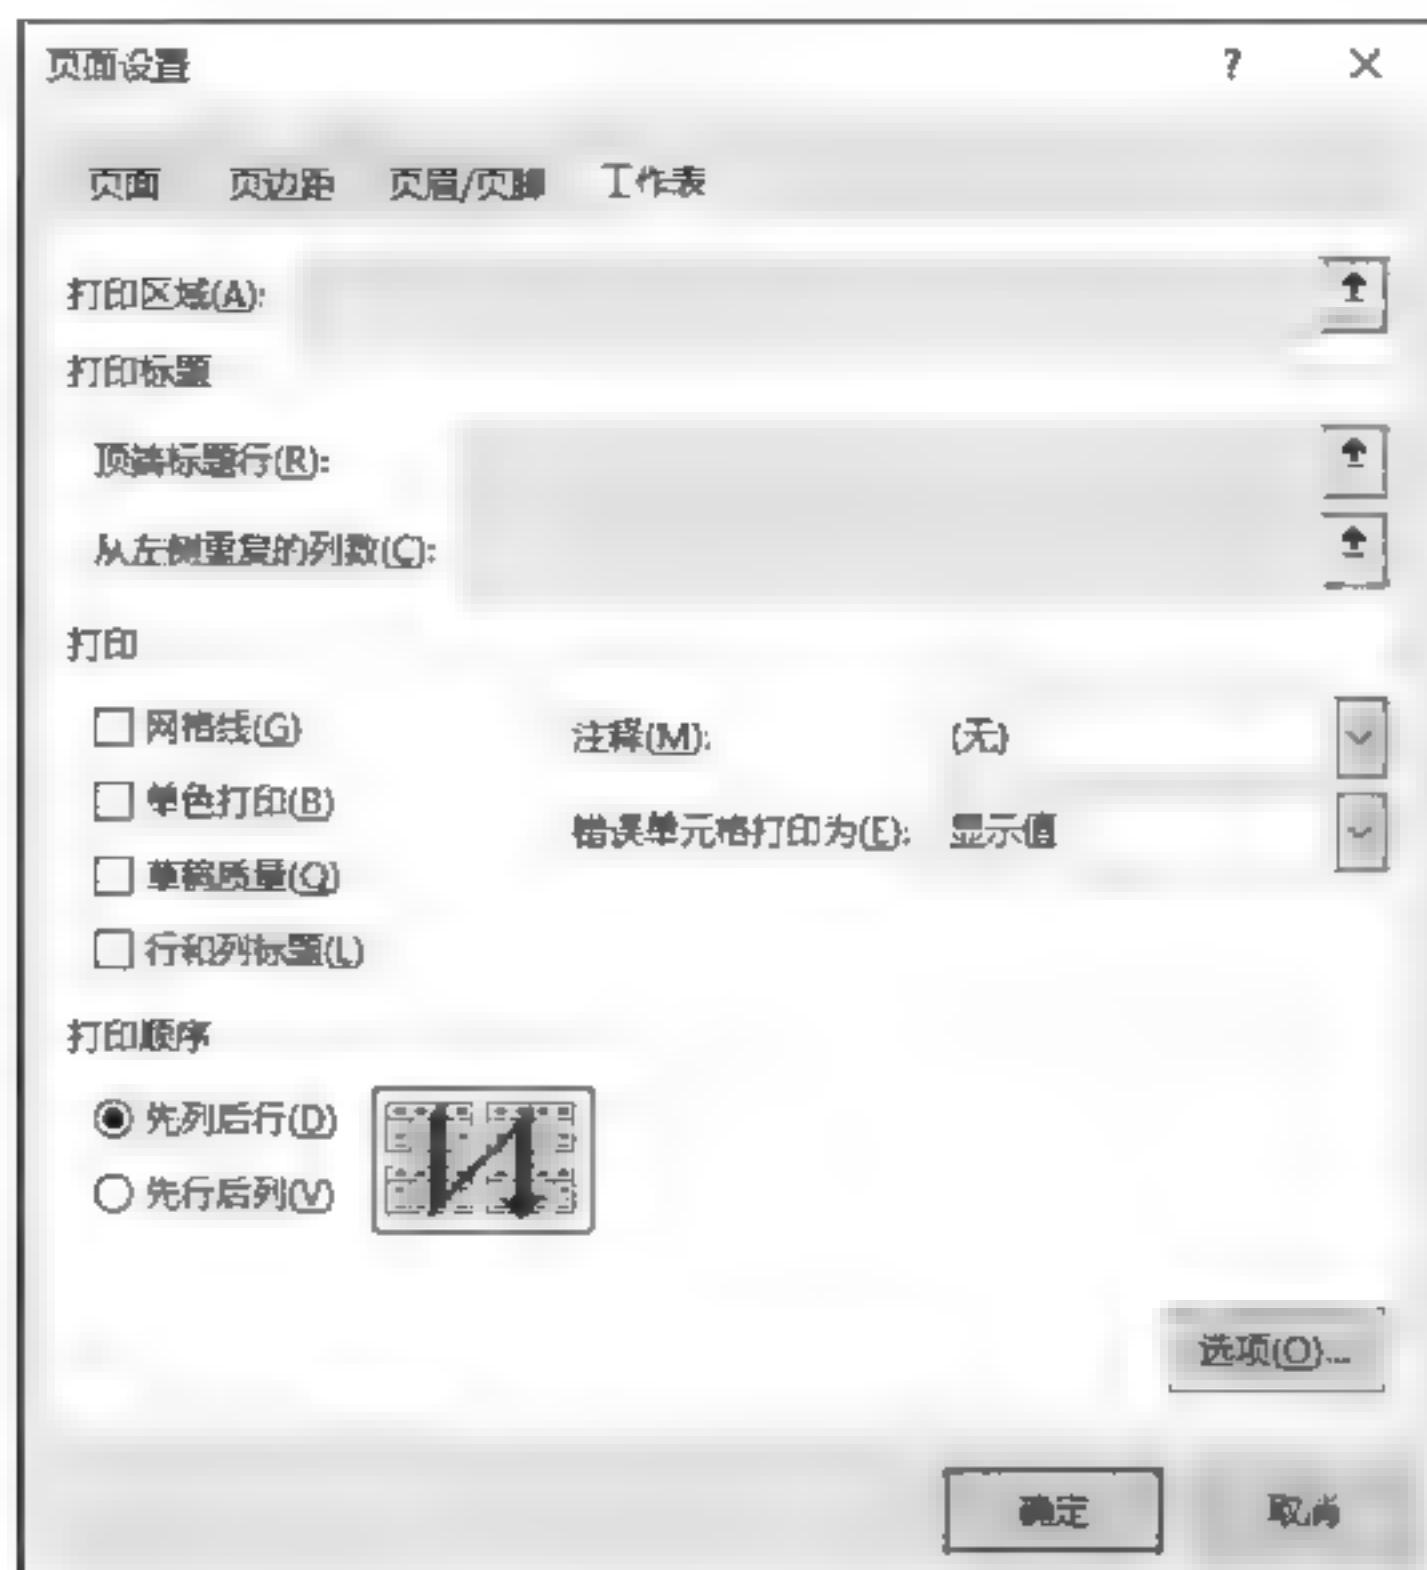 页面设置 ? ×
页面 页边距 页眉/页脚 工作表
打印区域(A):
打印标题
顶端标题行(R):
从左侧重复的列数(C):
打印
网格线(G)
注释(M): (无)
单色打印(B)
错误单元格打印为(E): 显示值
草稿质量(Q)
行和列标题(L)
打印顺序
先列后行(D)
先行后列(V)
选项(O)...
确定 取消